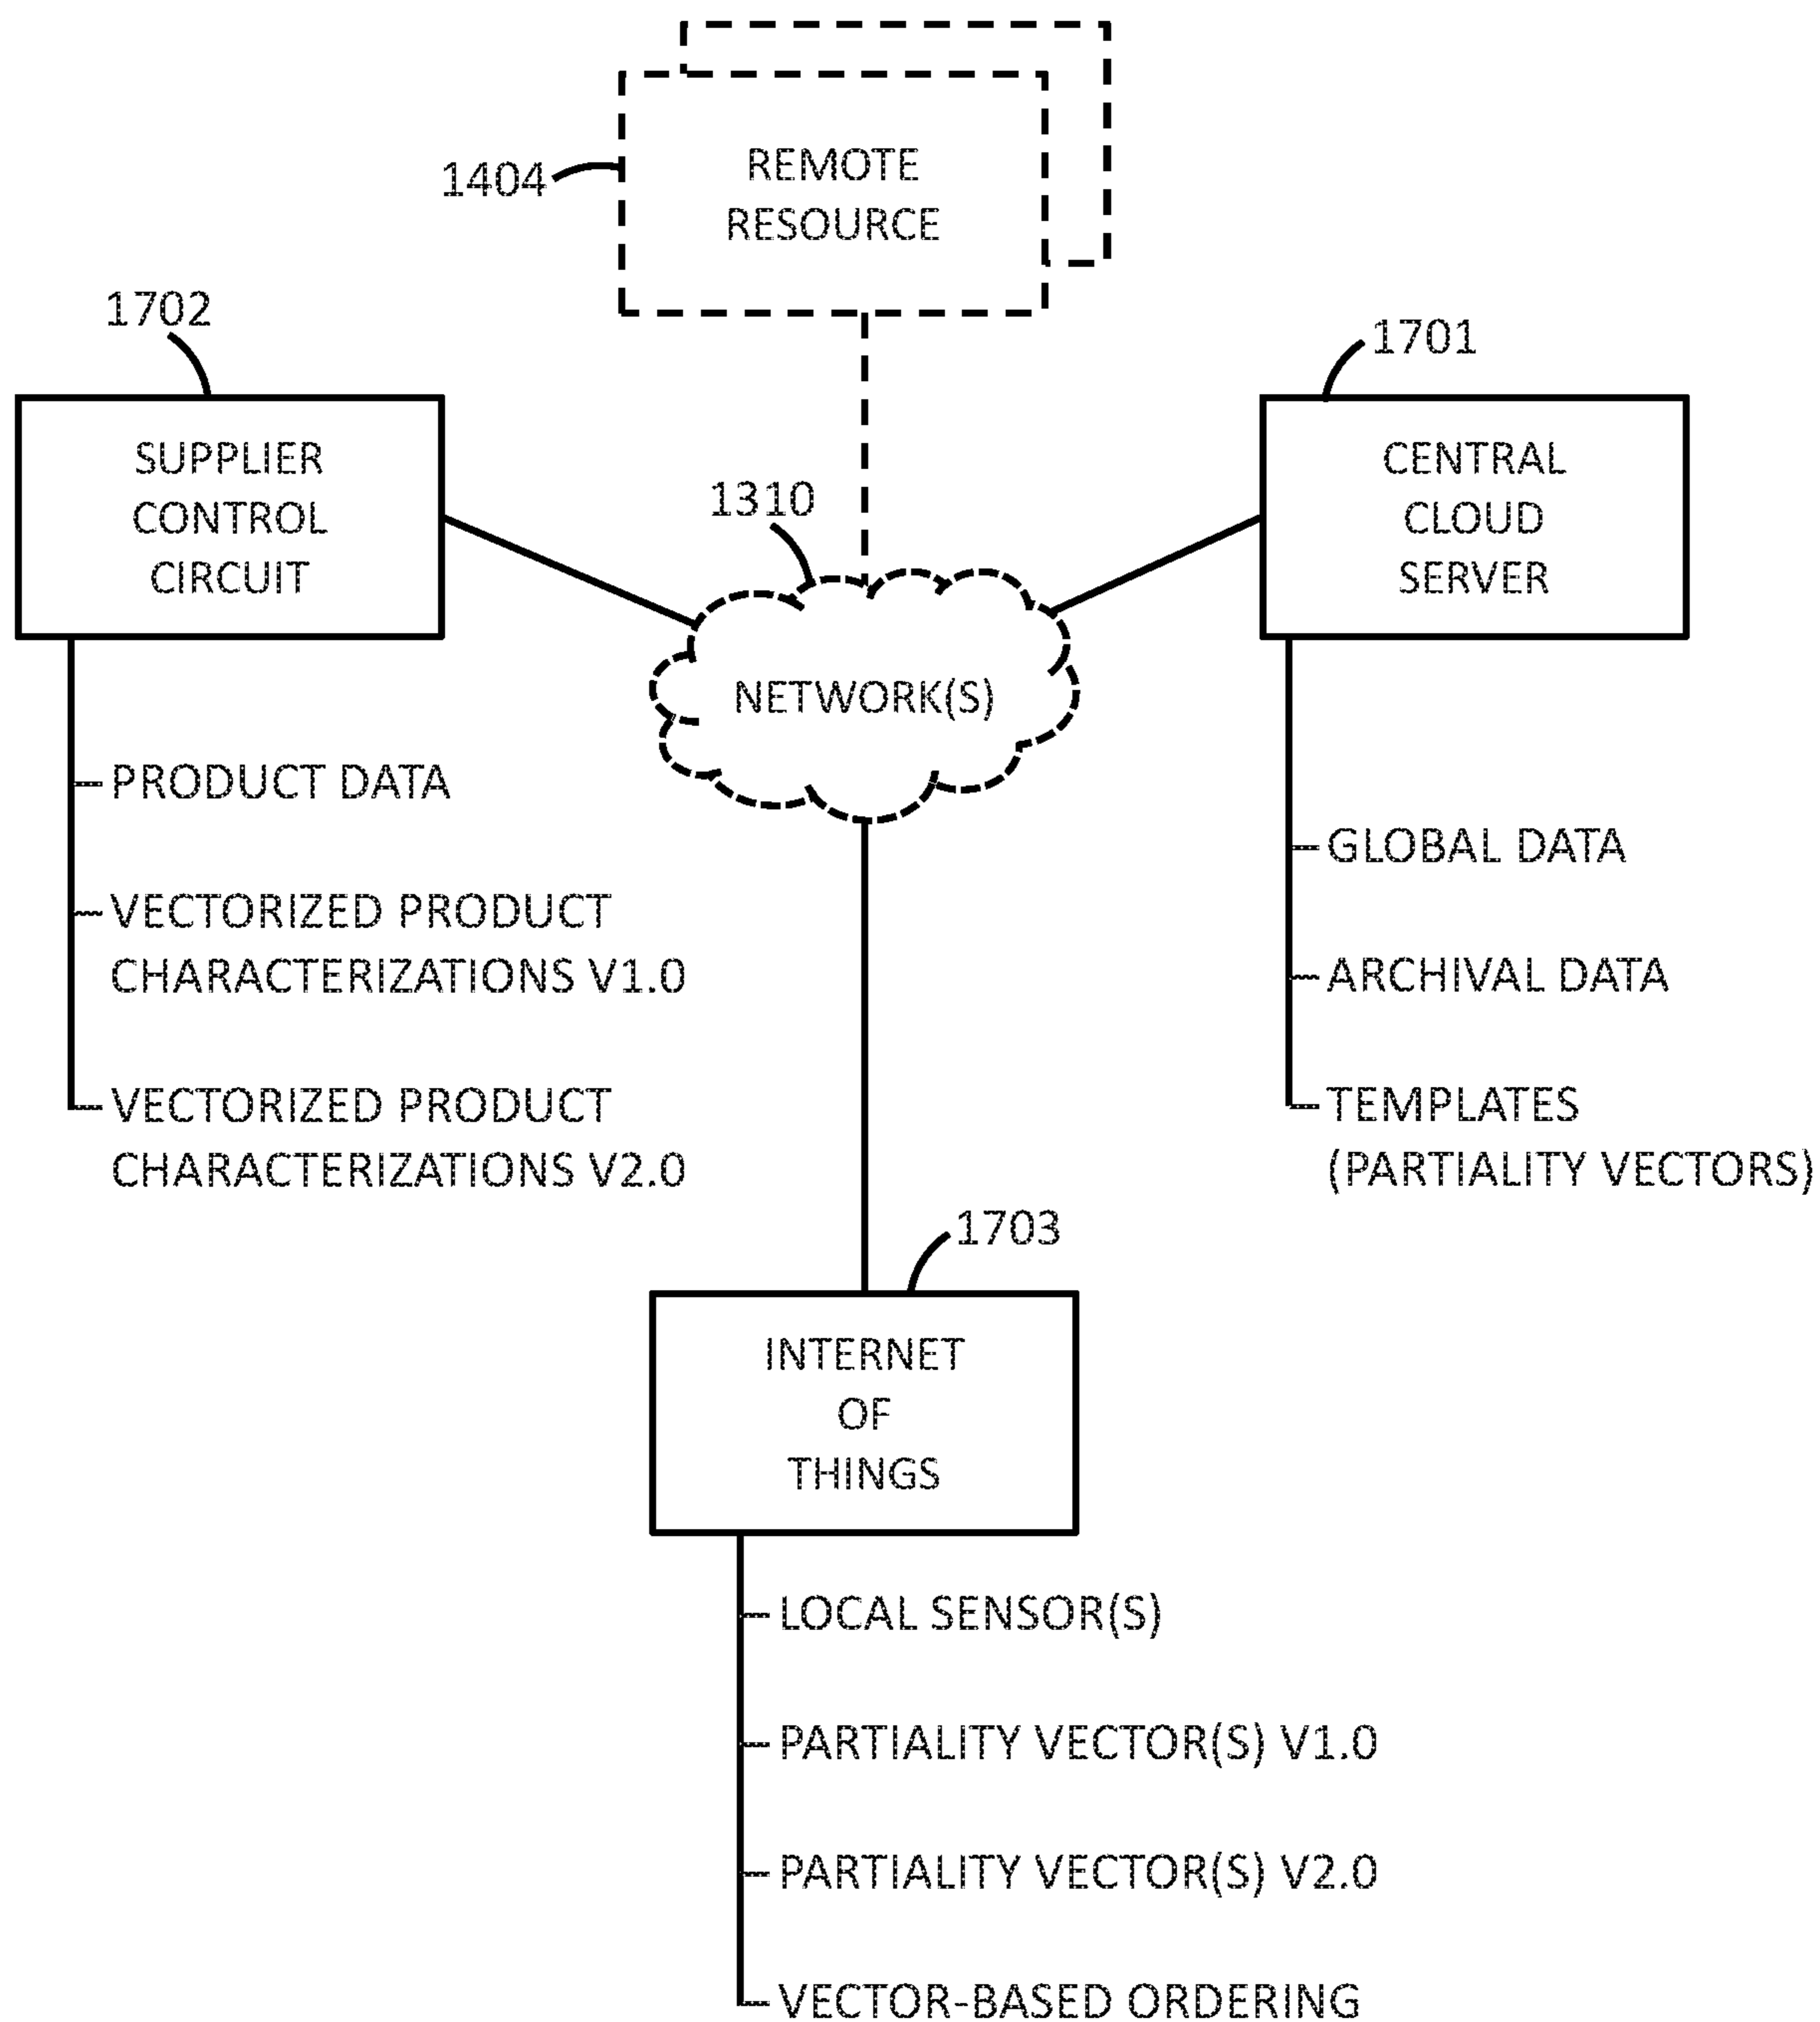 1404
REMOTE
RESOURCE
1702
1701
SUPPLIER
CONTROL
CIRCUIT
1310
CENTRAL
CLOUD
SERVER
NETWORK(S)
PRODUCT DATA
VECTORIZED PRODUCT
CHARACTERIZATIONS V1.0
VECTORIZED PRODUCT
CHARACTERIZATIONS V2.0
GLOBAL DATA
ARCHIVAL DATA
TEMPLATES
(PARTIALITY VECTORS)
1703
INTERNET
OF
THINGS
LOCAL SENSOR(S)
PARTIALITY VECTOR(S) V1.0
PARTIALITY VECTOR(S) V2.0
VECTOR-BASED ORDERING